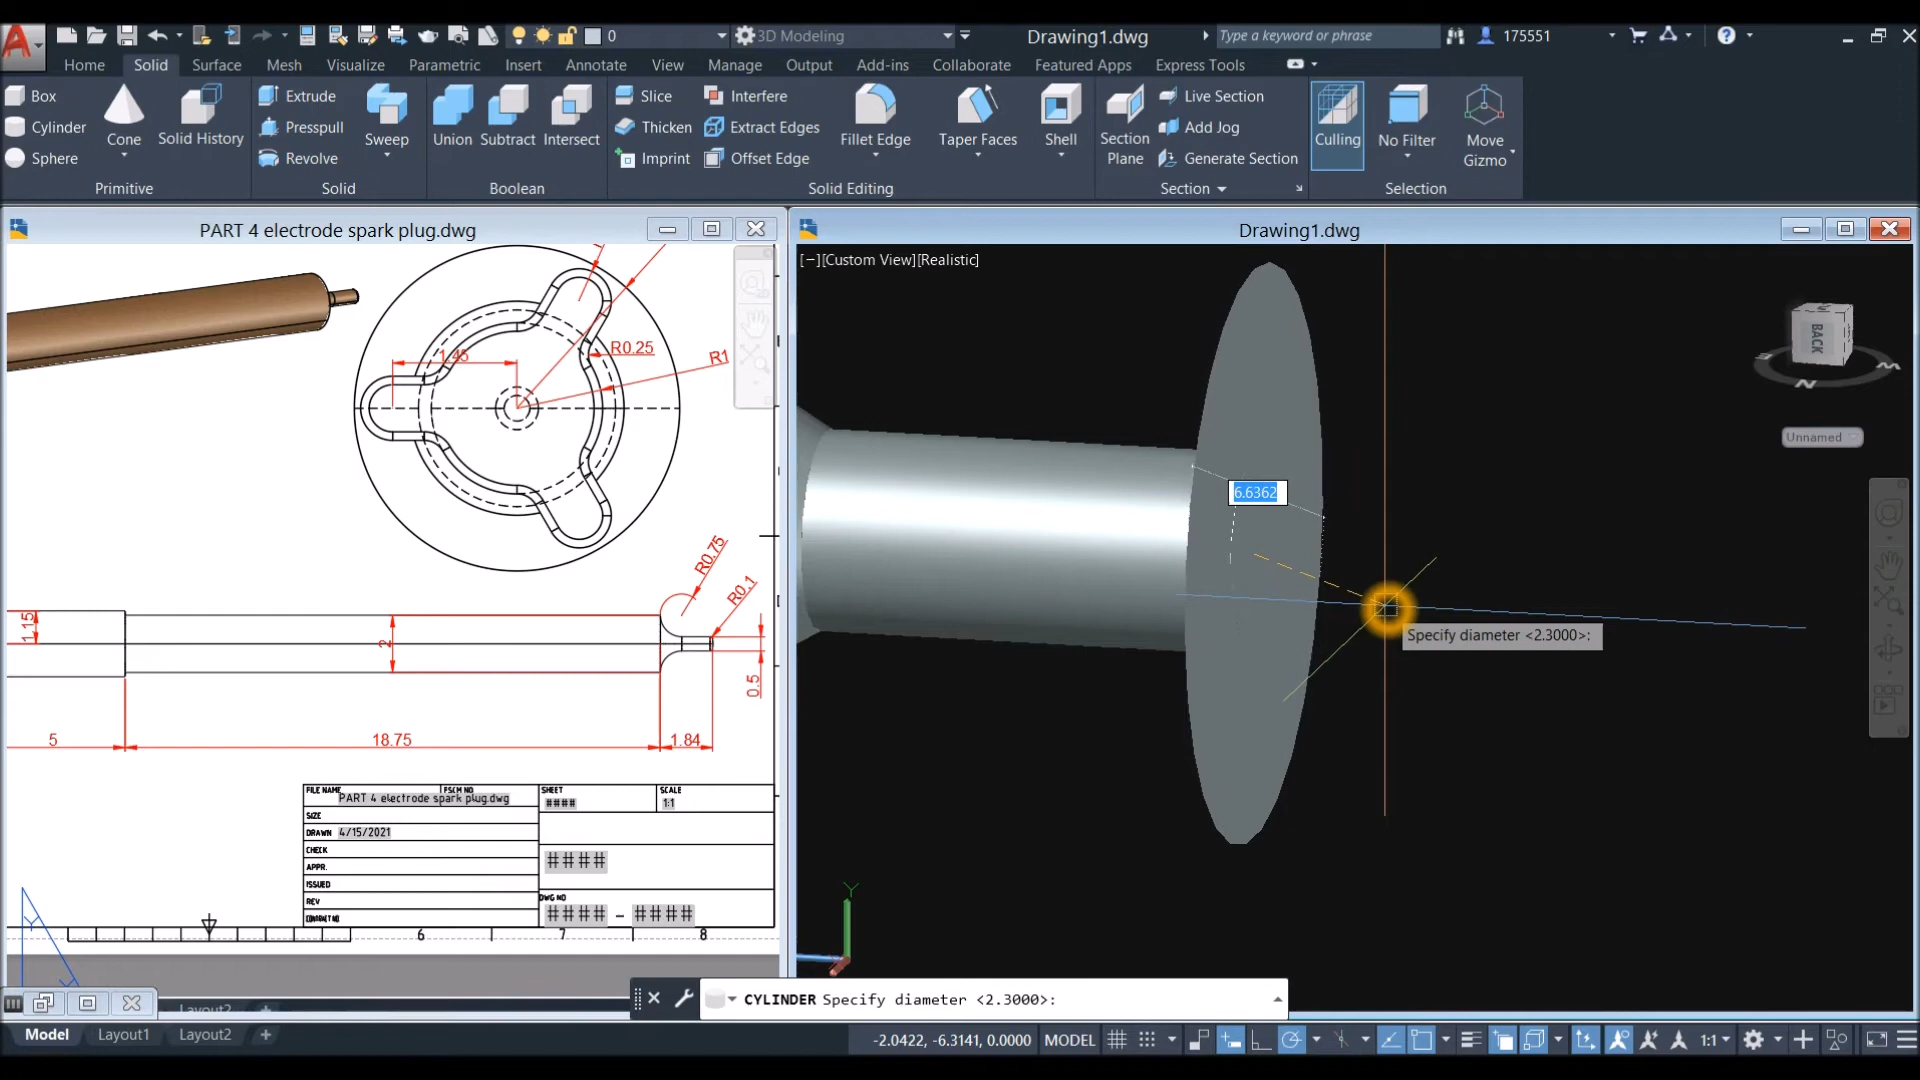 0
3D Modeling
Drawing1.dwg
Type a keyword or phrase
175551
Home Solid Surface Mesh Visualize Parametric Insert Annotate View Manage Output Add-ins Collaborate Featured Apps Express Tools
Box
Cylinder
Sphere
Cone
Solid History
Primitive
Extrude
Presspull
Revolve
Sweep
Solid
Union
Subtract
Intersect
Boolean
Slice
Thicken
Imprint
Interfere
Extract Edges
Offset Edge
Fillet Edge
Taper Faces
Shell
Solid Editing
Section
Plane
Live Section
Add Jog
Generate Section
Section
Culling
No Filter
Move
Gizmo
Selection
PART 4 electrode spark plug.dwg
1.45
R0.25
R1
1.15
2
R0.75
R0.1
0.5
5
18.75
1.84
FILE NAME
PART 4 electrode spark plug.dwg
FSCM NO
SHEET
####
SCALE
1:1
SIZE
DRAWN 4/15/2021
CHECK
APPR.
ISSUED
REV
CONTRACT NO
####
DWG NO
#### - ####
6
7
8
Y
Layout2
Model
Layout1
Layout2
Drawing1.dwg
[−][Custom View][Realistic]
BACK
N
Unnamed
6.6362
Specify diameter <2.3000>:
Y
CYLINDER Specify diameter <2.3000>:
-2.0422, -6.3141, 0.0000
MODEL
1:1